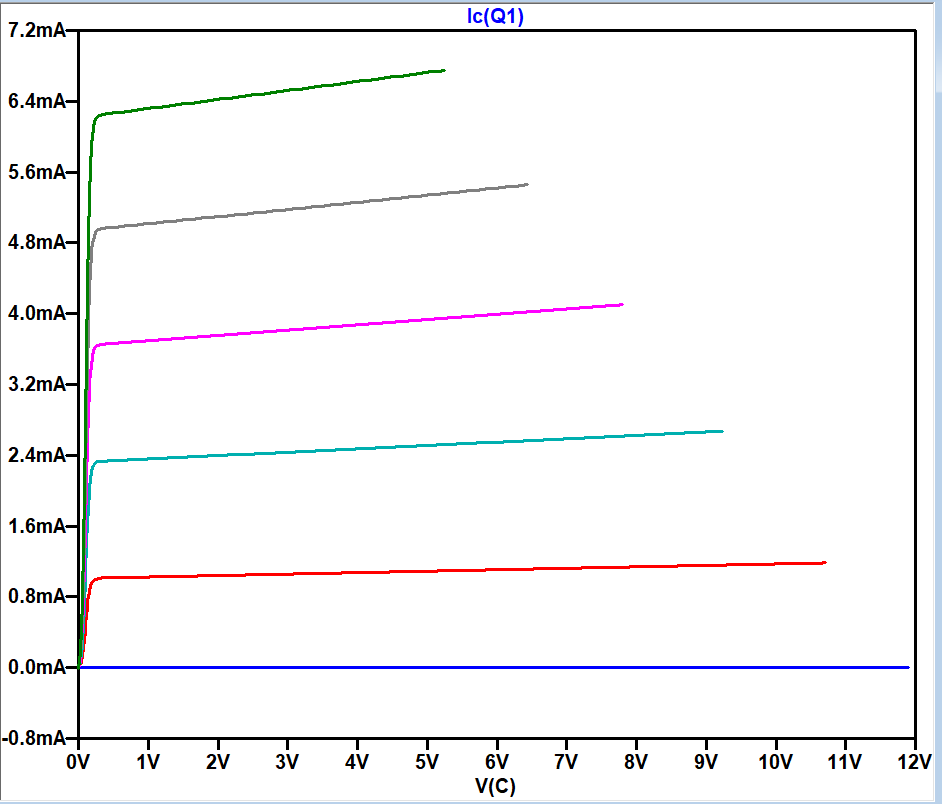 Ic(Q1)
7.2mA
6.4mA
5.6mA
4.8mA
4.0mA
3.2mA
2.4mA
1.6mA
0.8mA
0.0mA
-0.8mA
0V 1V 2V 3V 4V 5V 6V 7V 8V 9V 10V 11V 12V
V(C)